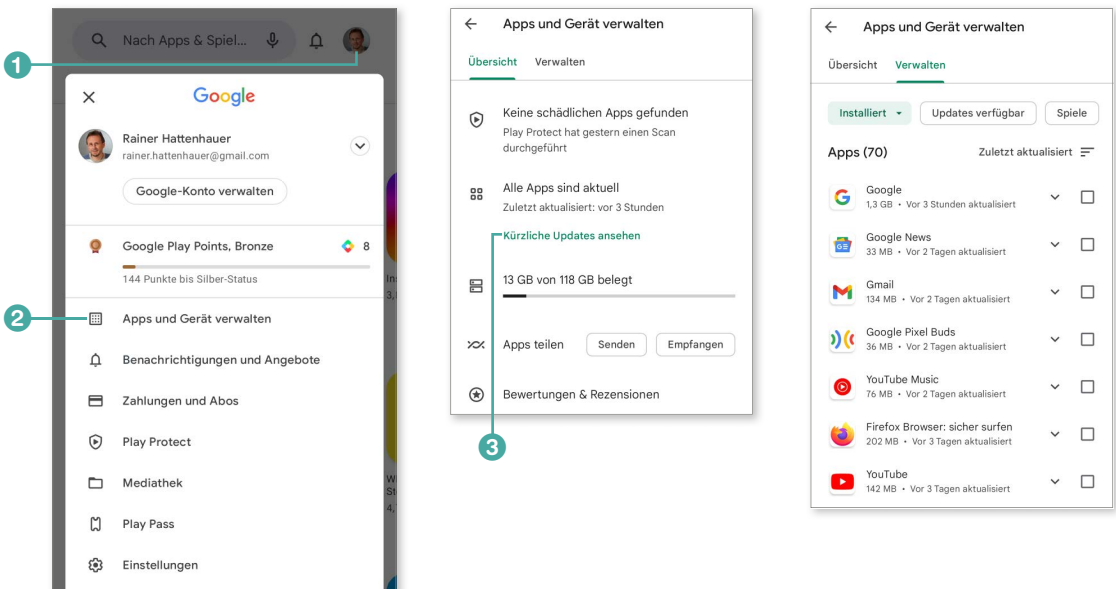 Nach Apps & Spiel...
1
Google
Rainer Hattenhauer
rainer.hattenhauer@gmail.com
Google-Konto verwalten
Google Play Points, Bronze 8
144 Punkte bis Silber-Status
2
Apps und Gerät verwalten
Benachrichtigungen und Angebote
Zahlungen und Abos
Play Protect
Mediathek
Play Pass
Einstellungen
Apps und Gerät verwalten
Übersicht Verwalten
Keine schädlichen Apps gefunden
Play Protect hat gestern einen Scan
durchgeführt
Alle Apps sind aktuell
Zuletzt aktualisiert: vor 3 Stunden
Kürzliche Updates ansehen
13 GB von 118 GB belegt
Apps teilen Senden Empfangen
Bewertungen & Rezensionen
3
Apps und Gerät verwalten
Übersicht Verwalten
Installiert Updates verfügbar Spiele
Apps (70) Zuletzt aktualisiert
Google
1,3 GB • Vor 3 Stunden aktualisiert
Google News
33 MB • Vor 2 Tagen aktualisiert
Gmail
134 MB • Vor 2 Tagen aktualisiert
Google Pixel Buds
36 MB • Vor 2 Tagen aktualisiert
YouTube Music
76 MB • Vor 2 Tagen aktualisiert
Firefox Browser: sicher surfen
202 MB • Vor 3 Tagen aktualisiert
YouTube
142 MB • Vor 3 Tagen aktualisiert